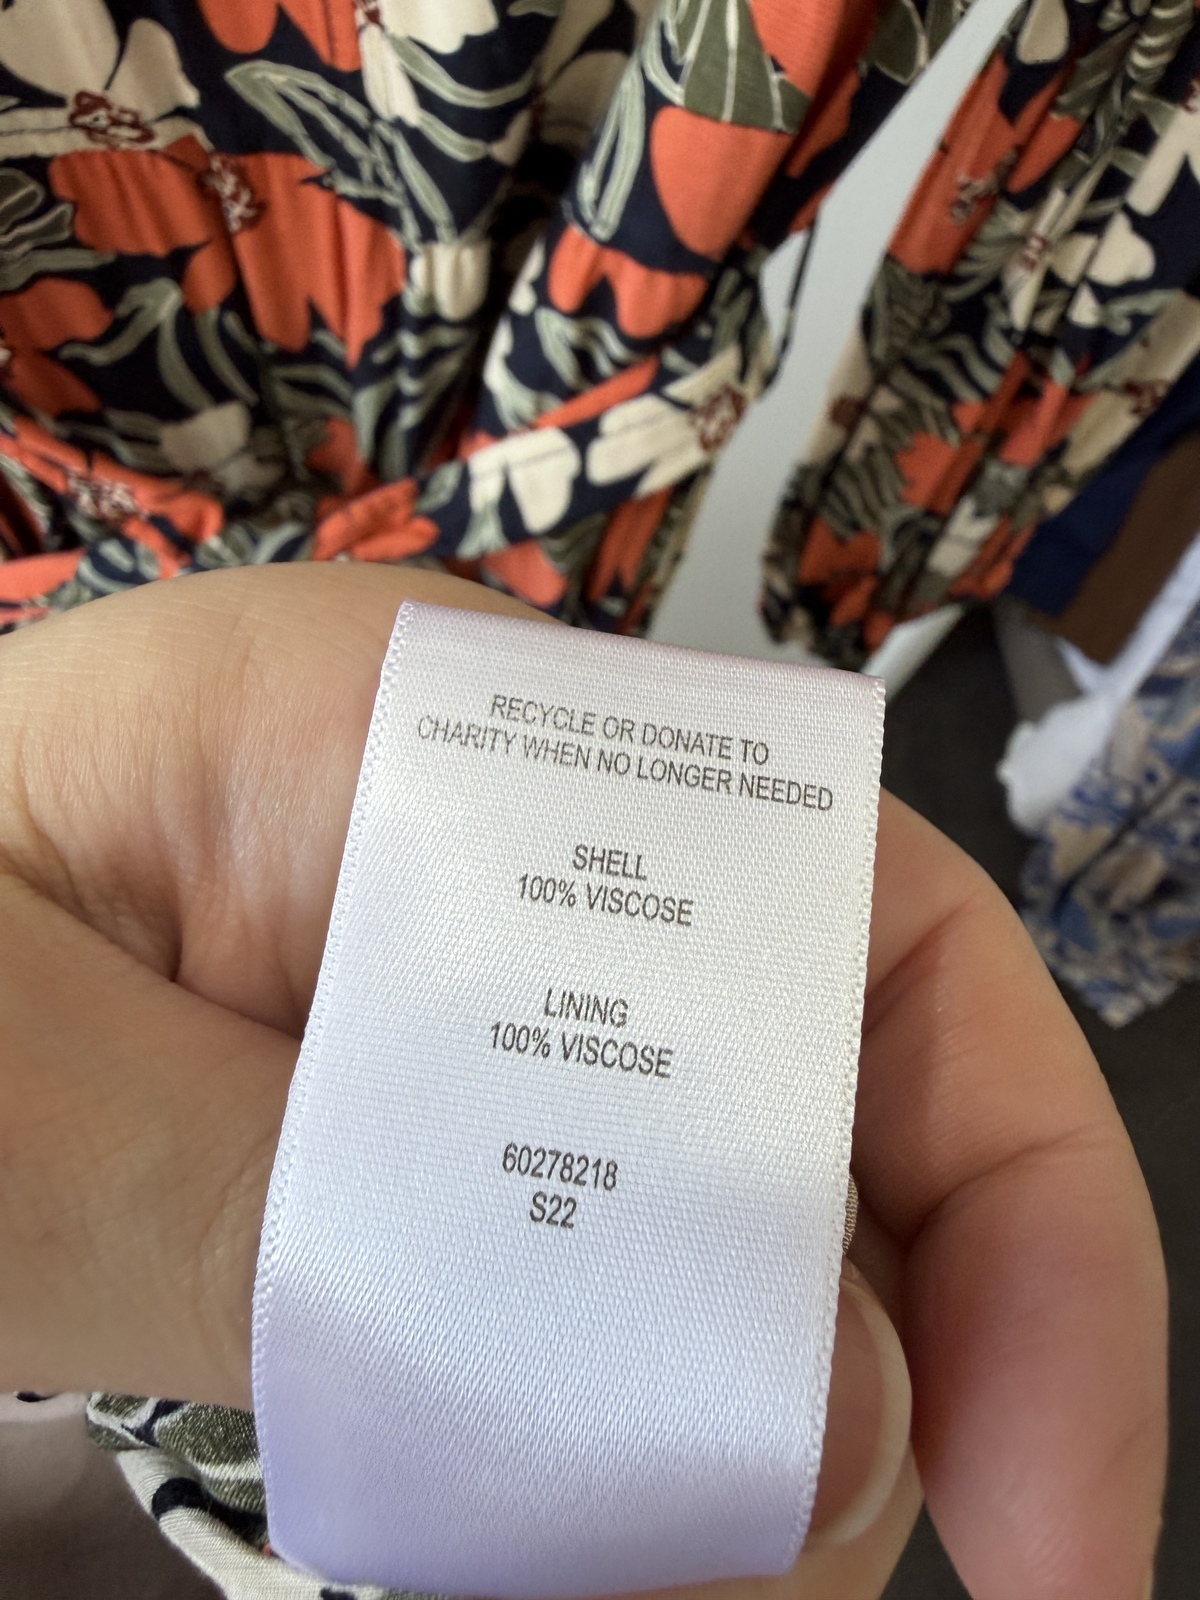 RECYCLE OR DONATE TO
CHARITY WHEN NO LONGER NEEDED
SHELL
100% VISCOSE
LINING
100% VISCOSE
60278218
S22